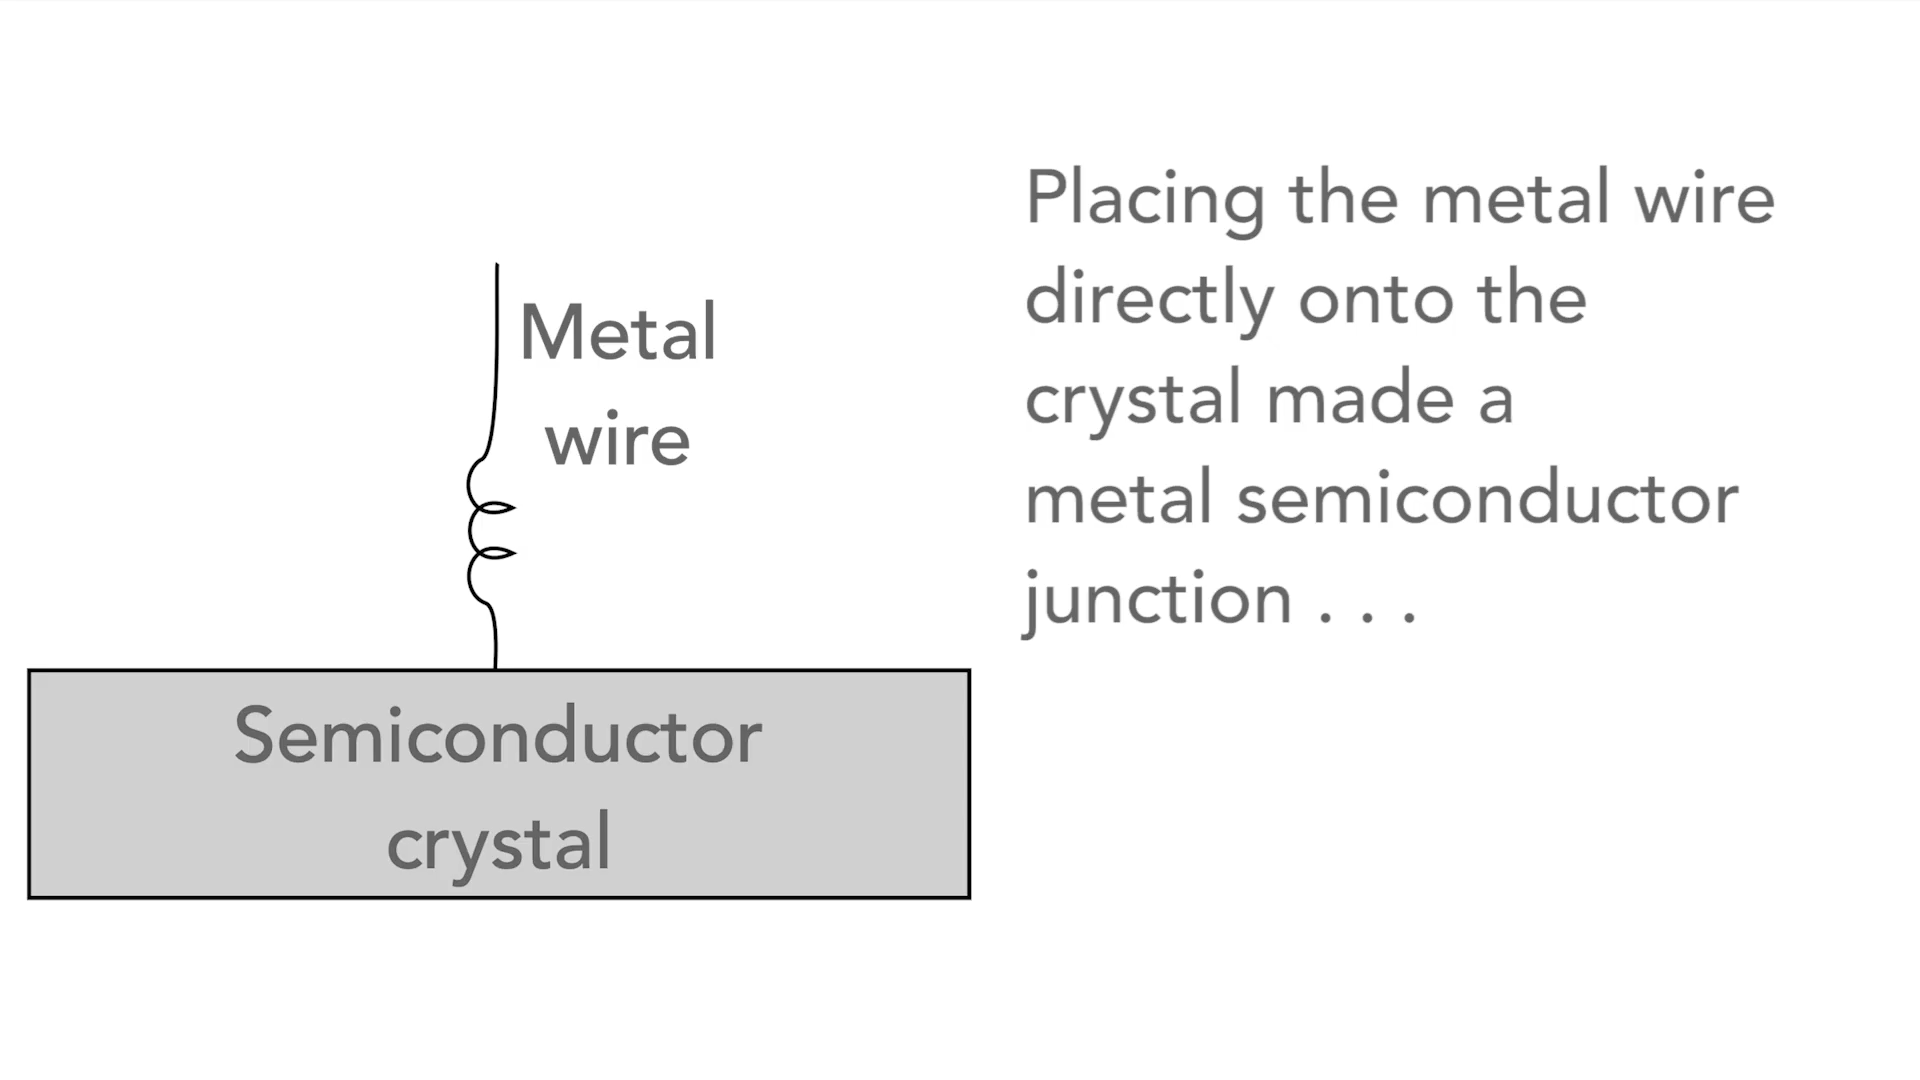 Metal
wire
Semiconductor
crystal
Placing the metal wire
directly onto the
crystal made a
metal semiconductor
junction . . .